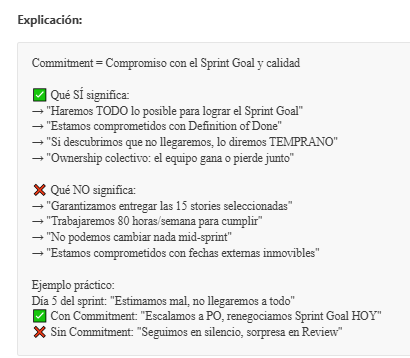 Explicación:
Commitment = Compromiso con el Sprint Goal y calidad
✅ Qué SÍ significa:
→ "Haremos TODO lo posible para lograr el Sprint Goal"
→ "Estamos comprometidos con Definition of Done"
→ "Si descubrimos que no llegaremos, lo diremos TEMPRANO"
→ "Ownership colectivo: el equipo gana o pierde junto"
❌ Qué NO significa:
→ "Garantizamos entregar las 15 stories seleccionadas"
→ "Trabajaremos 80 horas/semana para cumplir"
→ "No podemos cambiar nada mid-sprint"
→ "Estamos comprometidos con fechas externas inmovibles"
Ejemplo práctico:
Día 5 del sprint: "Estimamos mal, no llegaremos a todo"
✅ Con Commitment: "Escalamos a PO, renegociamos Sprint Goal HOY"
❌ Sin Commitment: "Seguimos en silencio, sorpresa en Review"